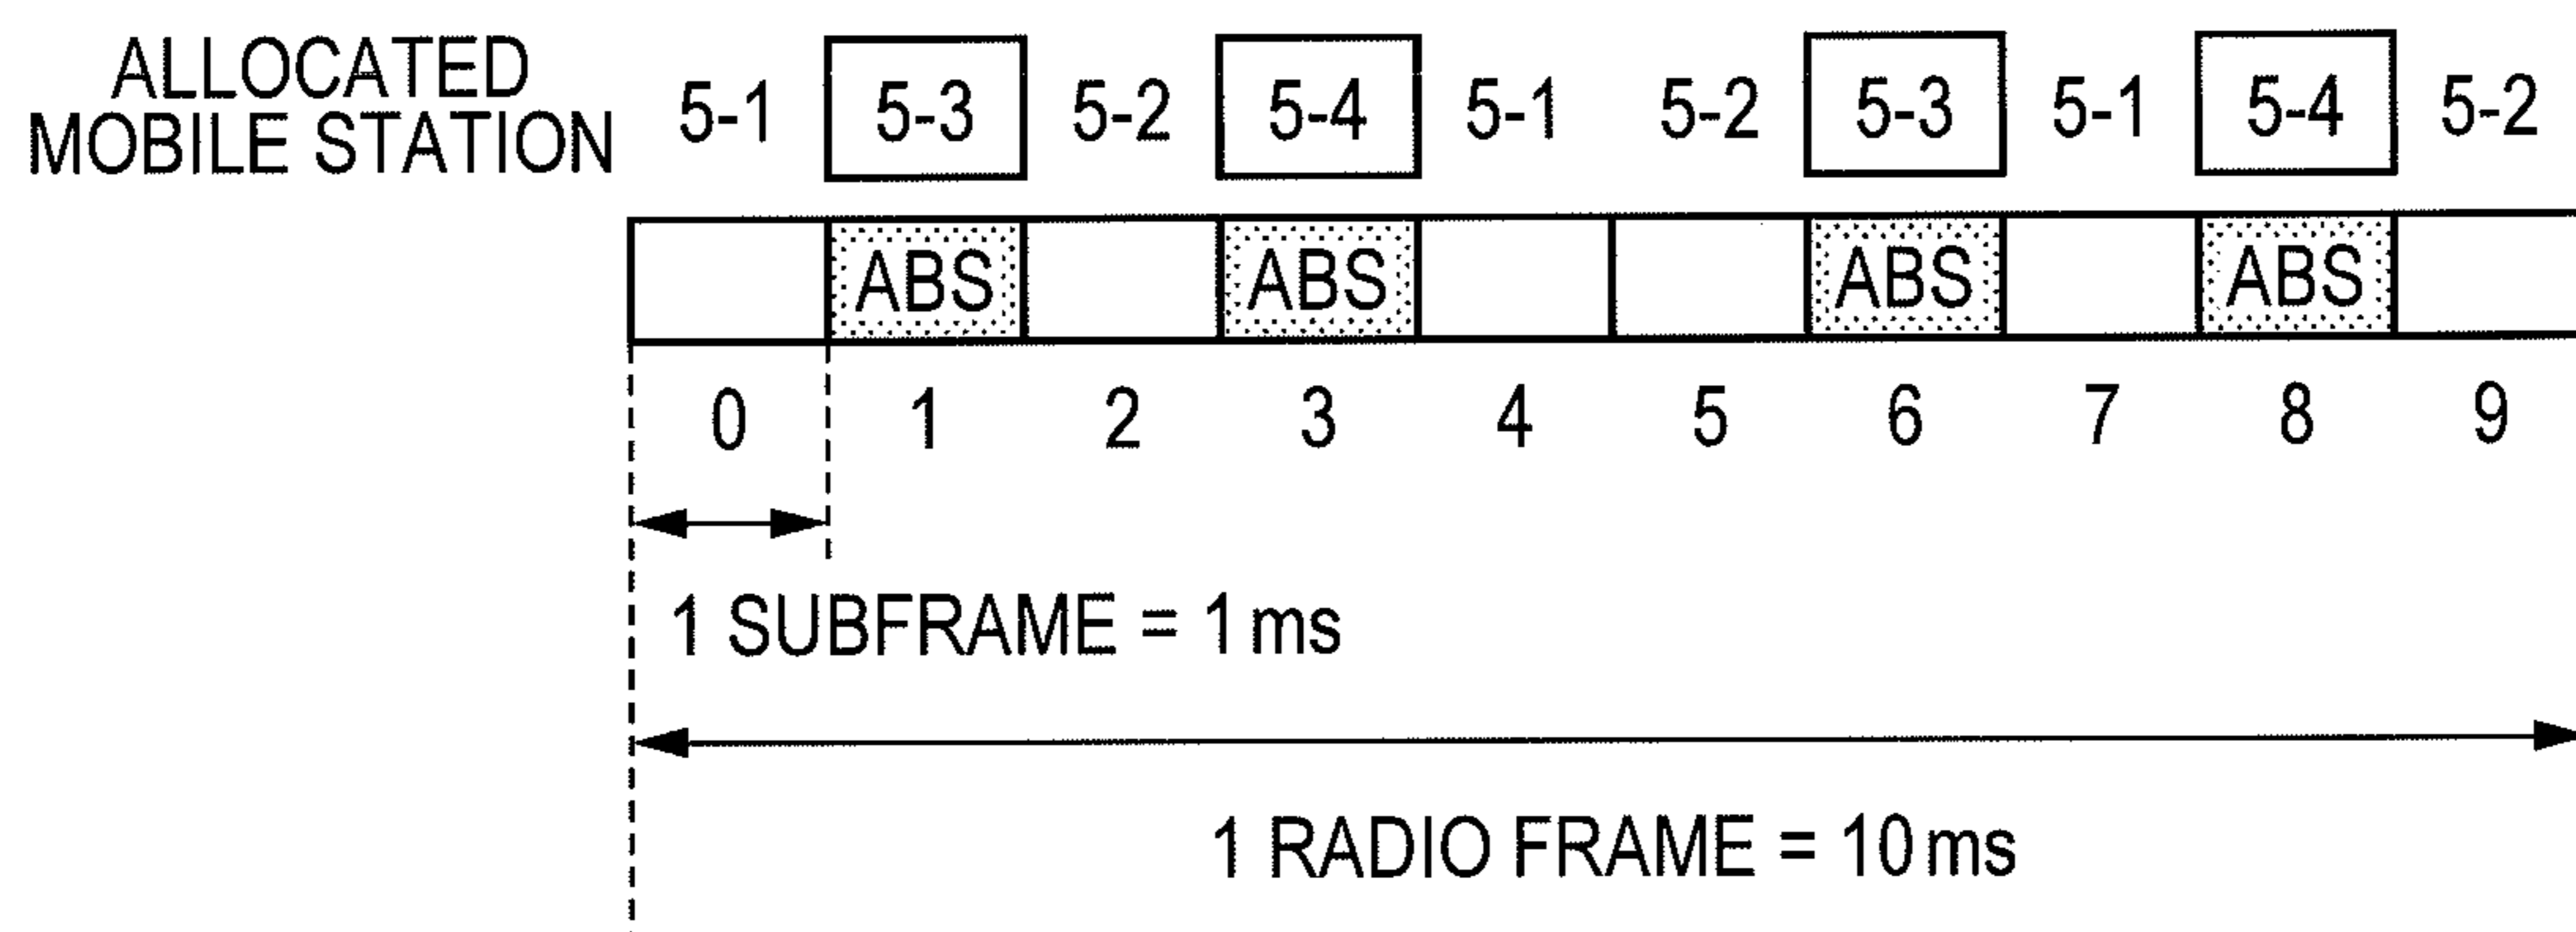 ALLOCATED
MOBILE STATION
5-1 5-3 5-2 5-4 5-1 5-2 5-3 5-1 5-4 5-2
ABS ABS ABS ABS
0 1 2 3 4 5 6 7 8 9
1 SUBFRAME = 1 ms
1 RADIO FRAME = 10 ms